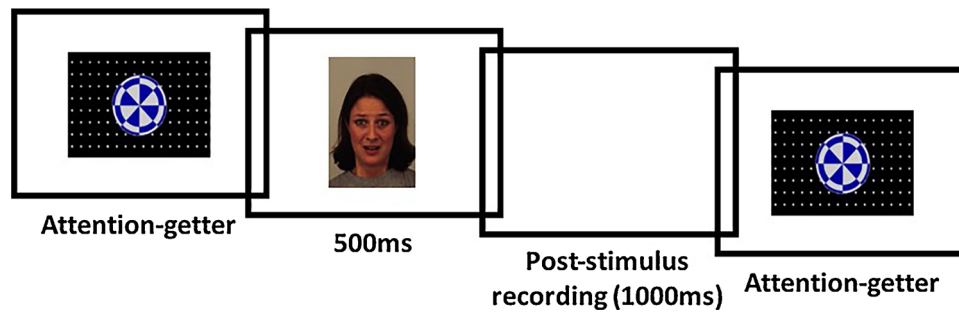 Attention-getter
500ms
Post-stimulus
recording (1000ms)
Attention-getter